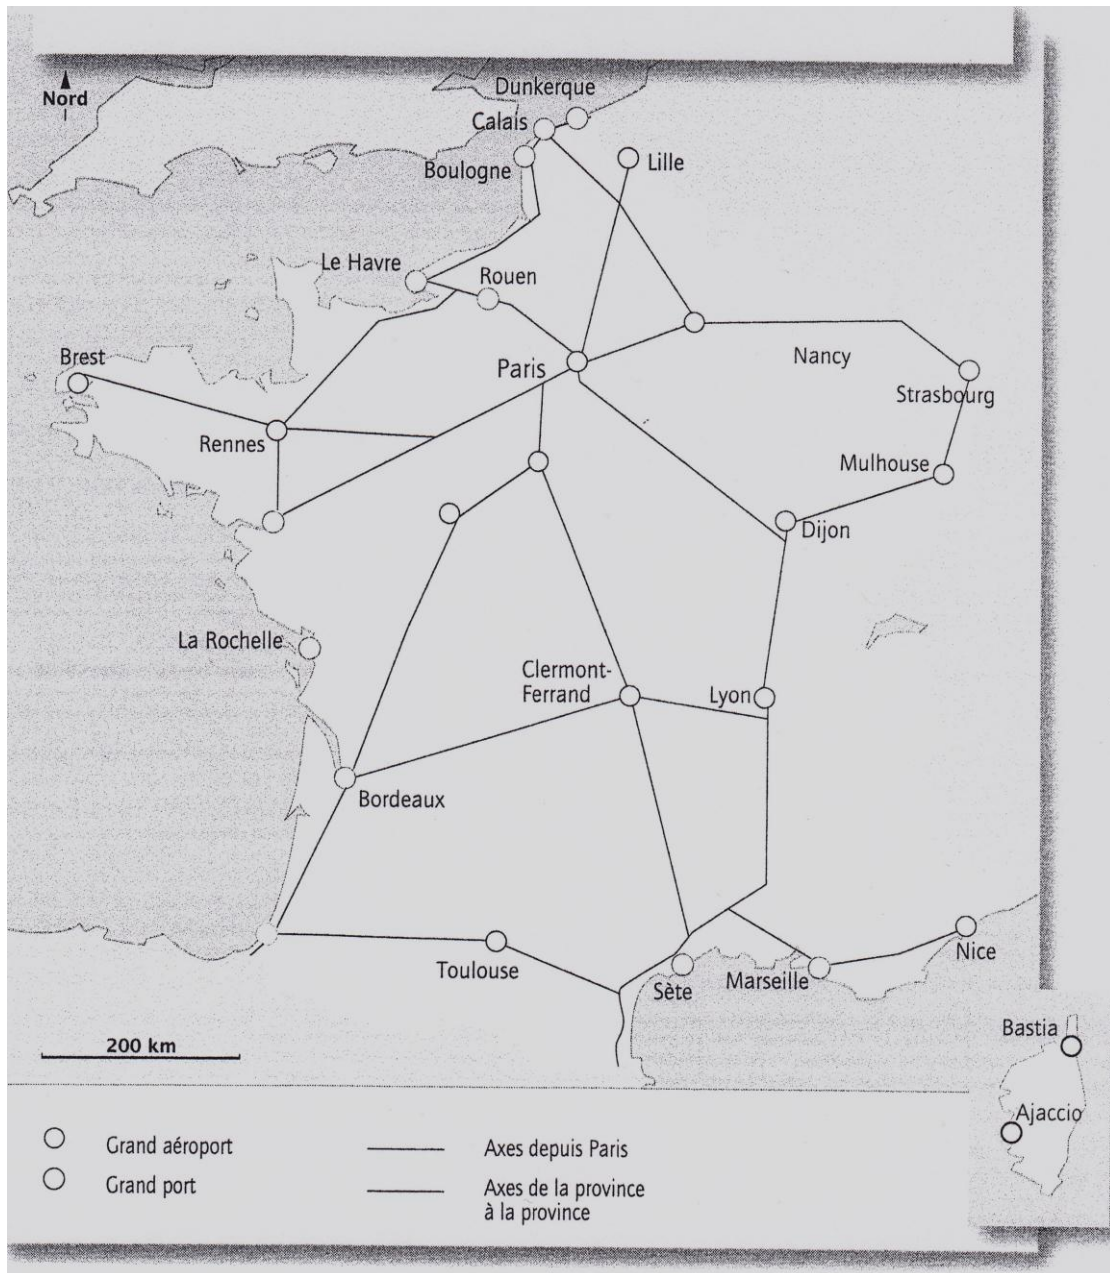 Nord
Dunkerque
Calais
Boulogne
Lille
Le Havre
Rouen
Brest
Paris
Nancy
Strasbourg
Rennes
Mulhouse
Dijon
La Rochelle
Clermont-
Ferrand
Lyon
Bordeaux
Toulouse
Sète
Marseille
Nice
200 km
Bastia
Ajaccio
Grand aéroport
Grand port
Axes depuis Paris
Axes de la province
à la province